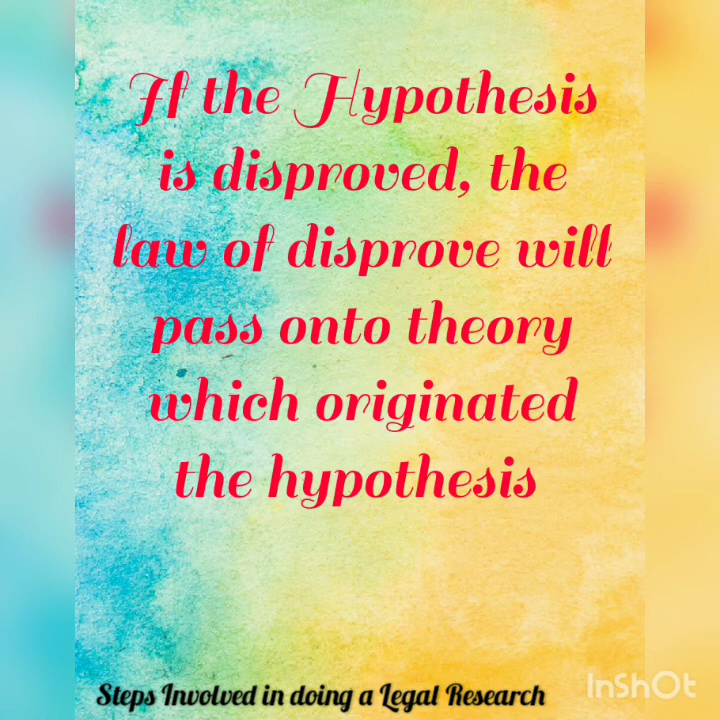 If the Hypothesis
is disproved, the
law of disprove will
pass onto theory
which originated
the hypothesis
Steps Involved in doing a Legal Research
InShOt